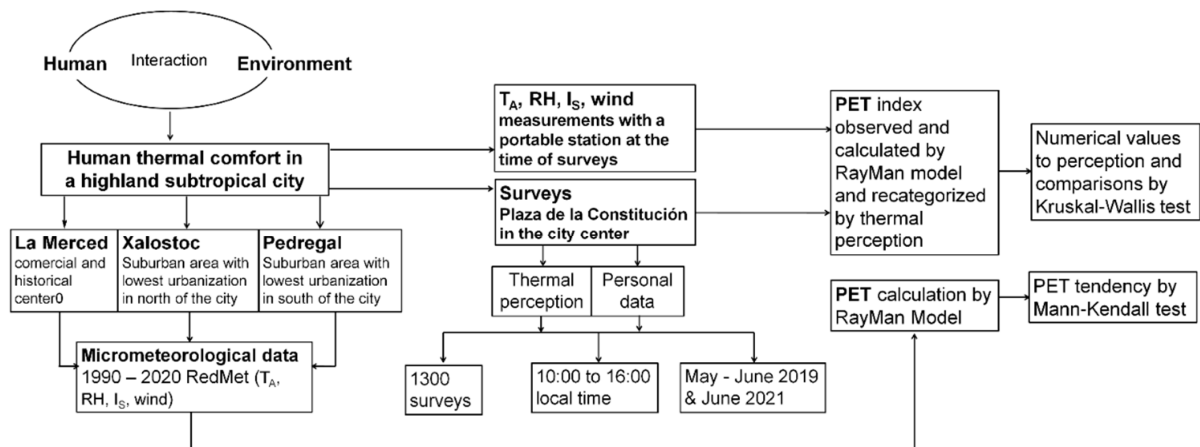 Interaction
Human
Environment
Human thermal comfort in
a highland subtropical city
La Merced
comercial and
historical
center0
Xalostoc
Suburban area with
lowest urbanization
in north of the city
Pedregal
Suburban area with
lowest urbanization
in south of the city
Micrometeorological data
1990 – 2020 RedMet (TA,
RH, IS, wind)
TA, RH, IS, wind
measurements with a
portable station at the
time of surveys
Surveys
Plaza de la Constitución
in the city center
Thermal
perception
Personal
data
1300
surveys
10:00 to 16:00
local time
May - June 2019
& June 2021
PET index
observed and
calculated by
RayMan model
and recategorized
by thermal
perception
Numerical values
to perception and
comparisons by
Kruskal-Wallis test
PET calculation by
RayMan Model
PET tendency by
Mann-Kendall test